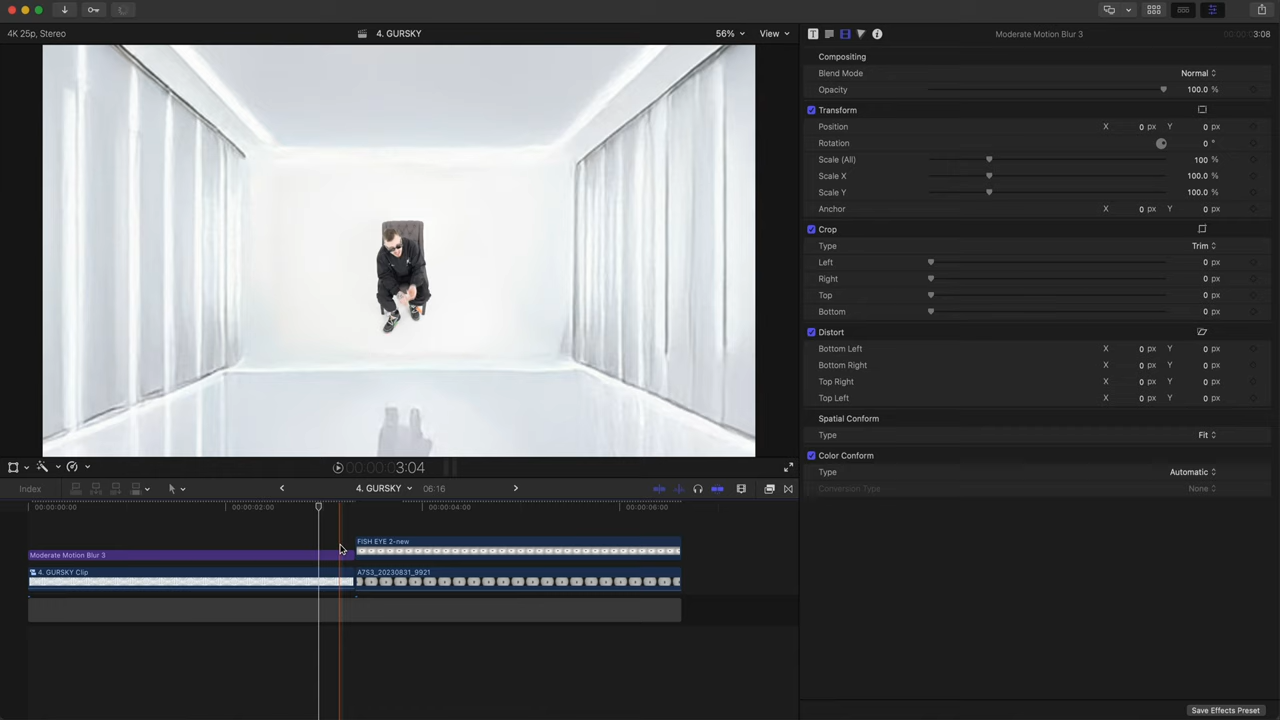 4K 25p, Stereo
4. GURSKY
56%
View
Moderate Motion Blur 3
3:08
Compositing
Blend Mode
Normal
Opacity
100.0 %
Transform
Position
X 0 px Y 0 px
Rotation
0 °
Scale (All)
100 %
Scale X
100.0 %
Scale Y
100.0 %
Anchor
X 0 px Y 0 px
Crop
Type
Trim
Left
0 px
Right
0 px
Top
0 px
Bottom
0 px
Distort
Bottom Left
X 0 px Y 0 px
Bottom Right
X 0 px Y 0 px
Top Right
X 0 px Y 0 px
Top Left
X 0 px Y 0 px
Spatial Conform
Type
Fit
Color Conform
Type
Automatic
Conversion Type
None
Save Effects Preset
3:04
Index
4. GURSKY
06:16
00:00:00:00
00:00:02:00
00:00:04:00
00:00:06:00
FISH EYE 2-new
Moderate Motion Blur 3
4. GURSKY Clip
A7S3_20230831_9921